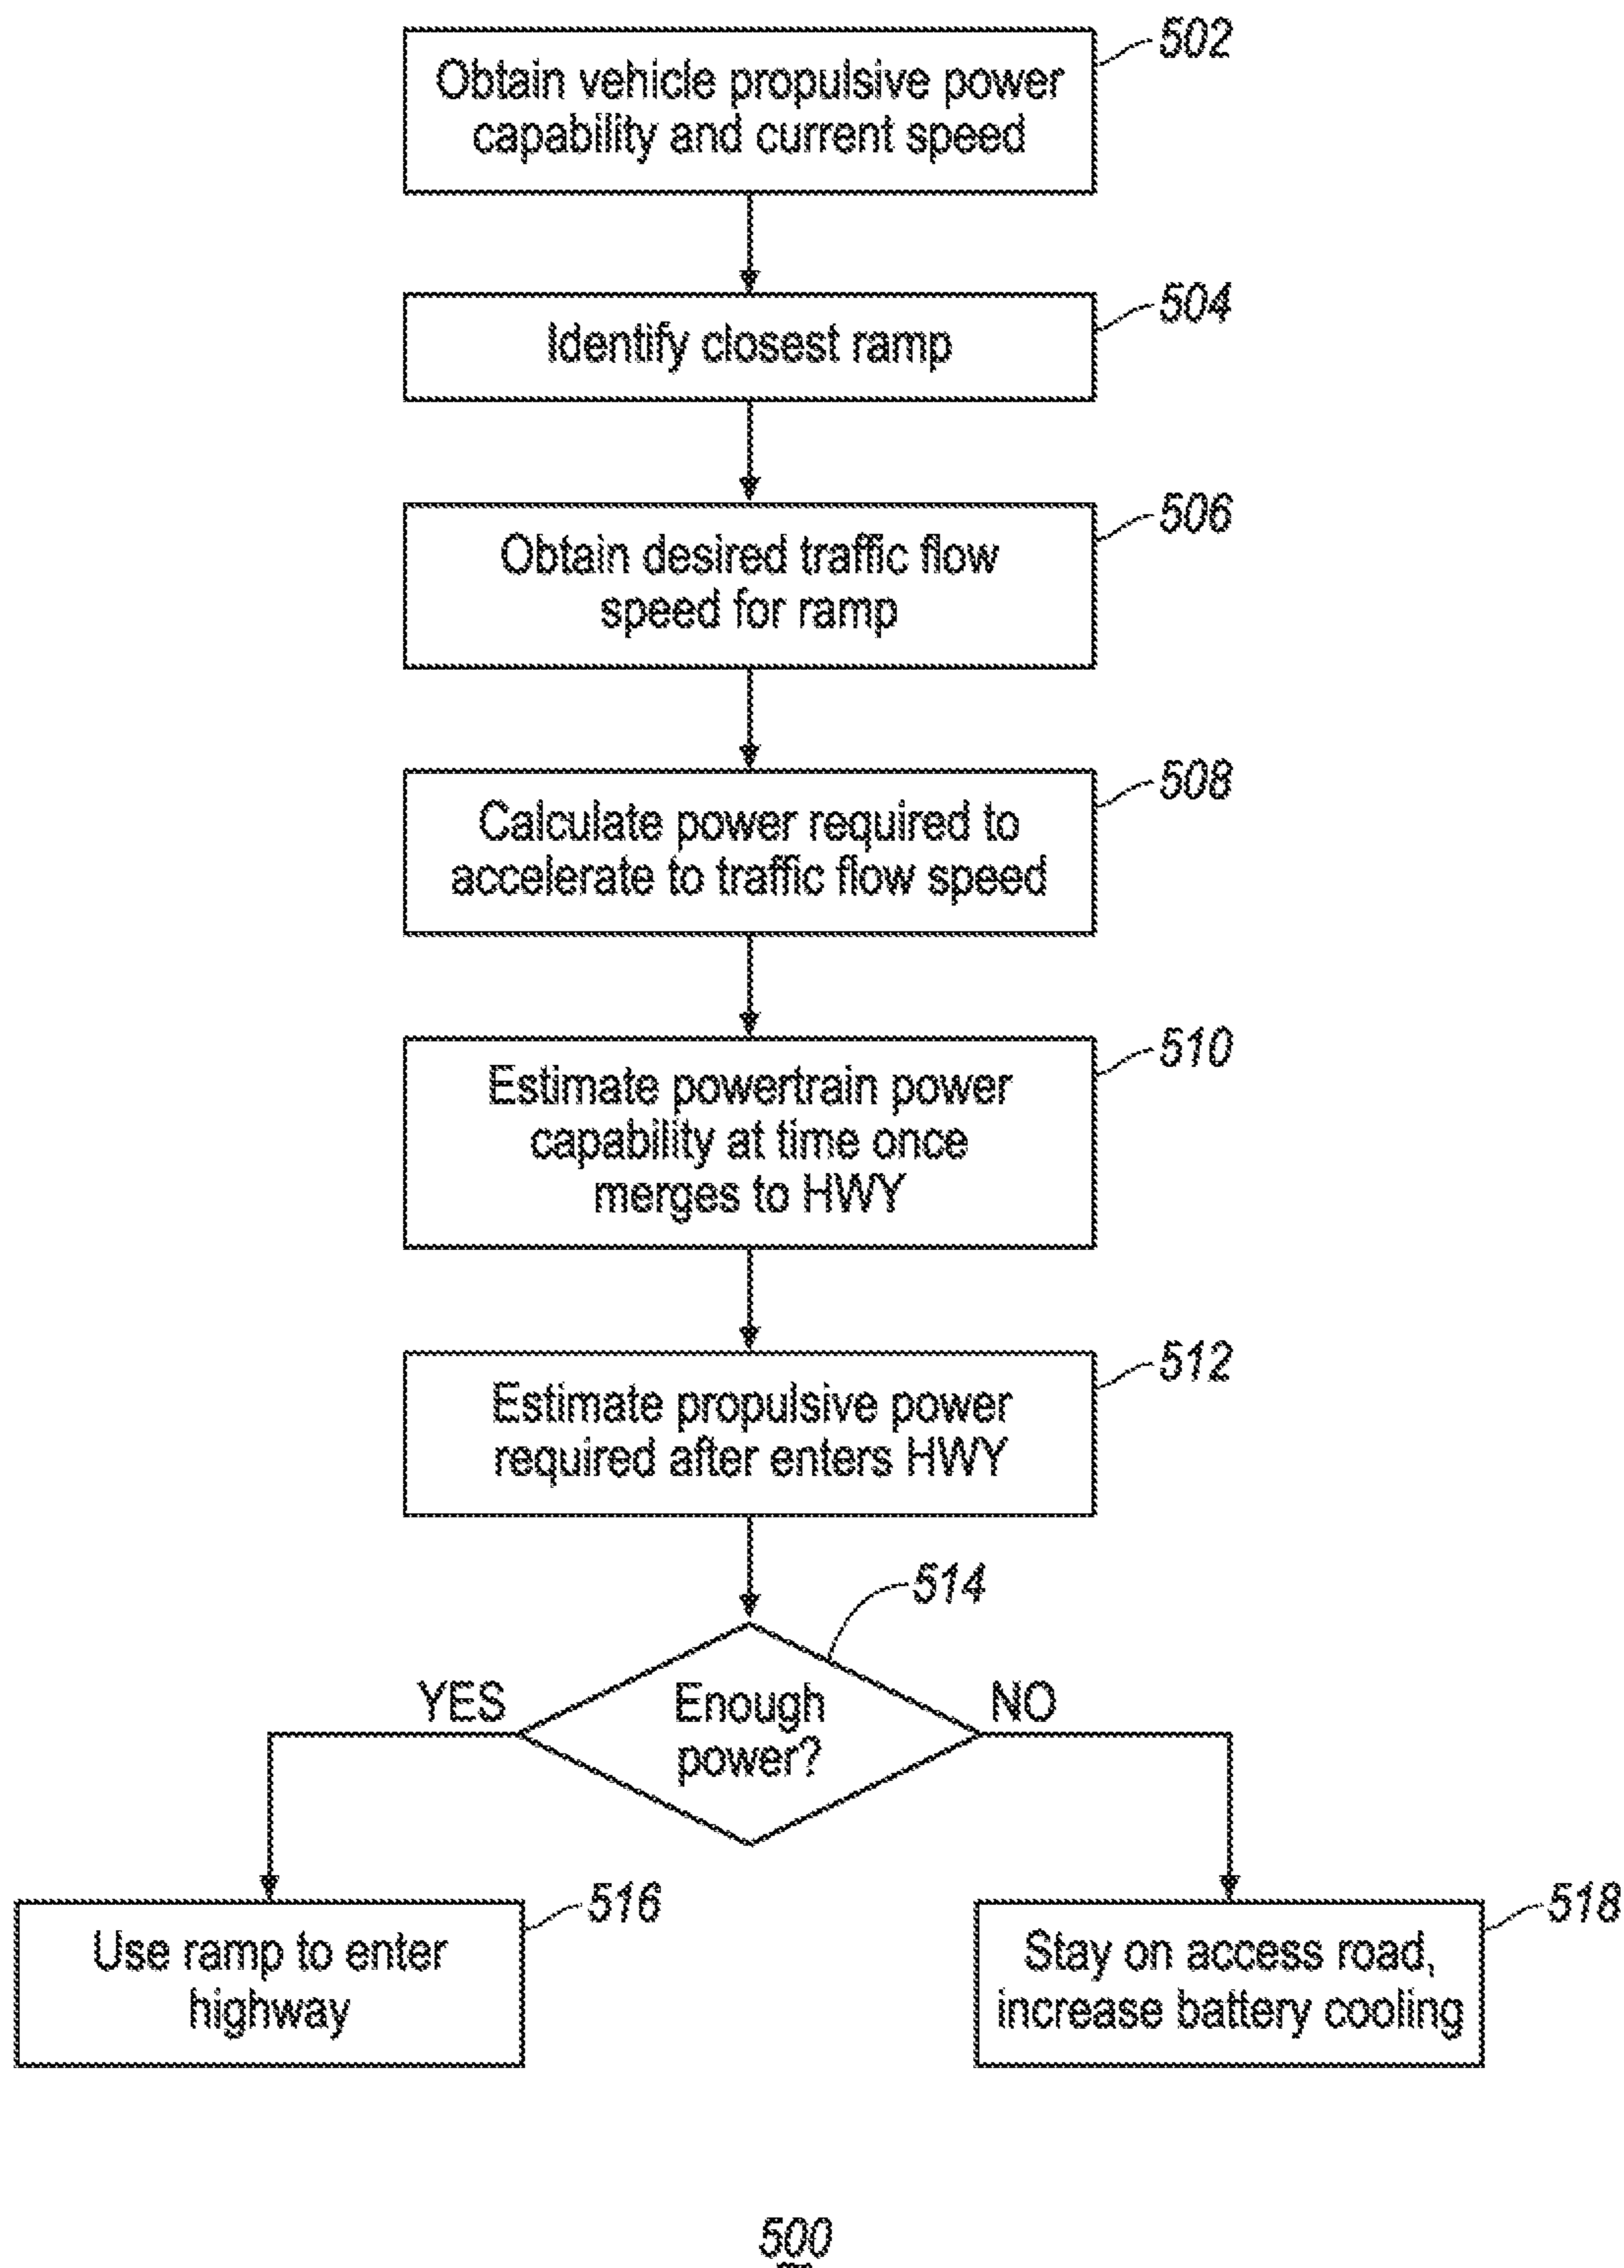 502
Obtain vehicle propulsive power
capability and current speed
504
Identify closest ramp
506
Obtain desired traffic flow
speed for ramp
508
Calculate power required to
accelerate to traffic flow speed
510
Estimate powertrain power
capability at time once
merges to HWY
512
Estimate propulsive power
required after enters HWY
514
YES
Enough
power?
NO
516
Use ramp to enter
highway
518
Stay on access road,
increase battery cooling
500